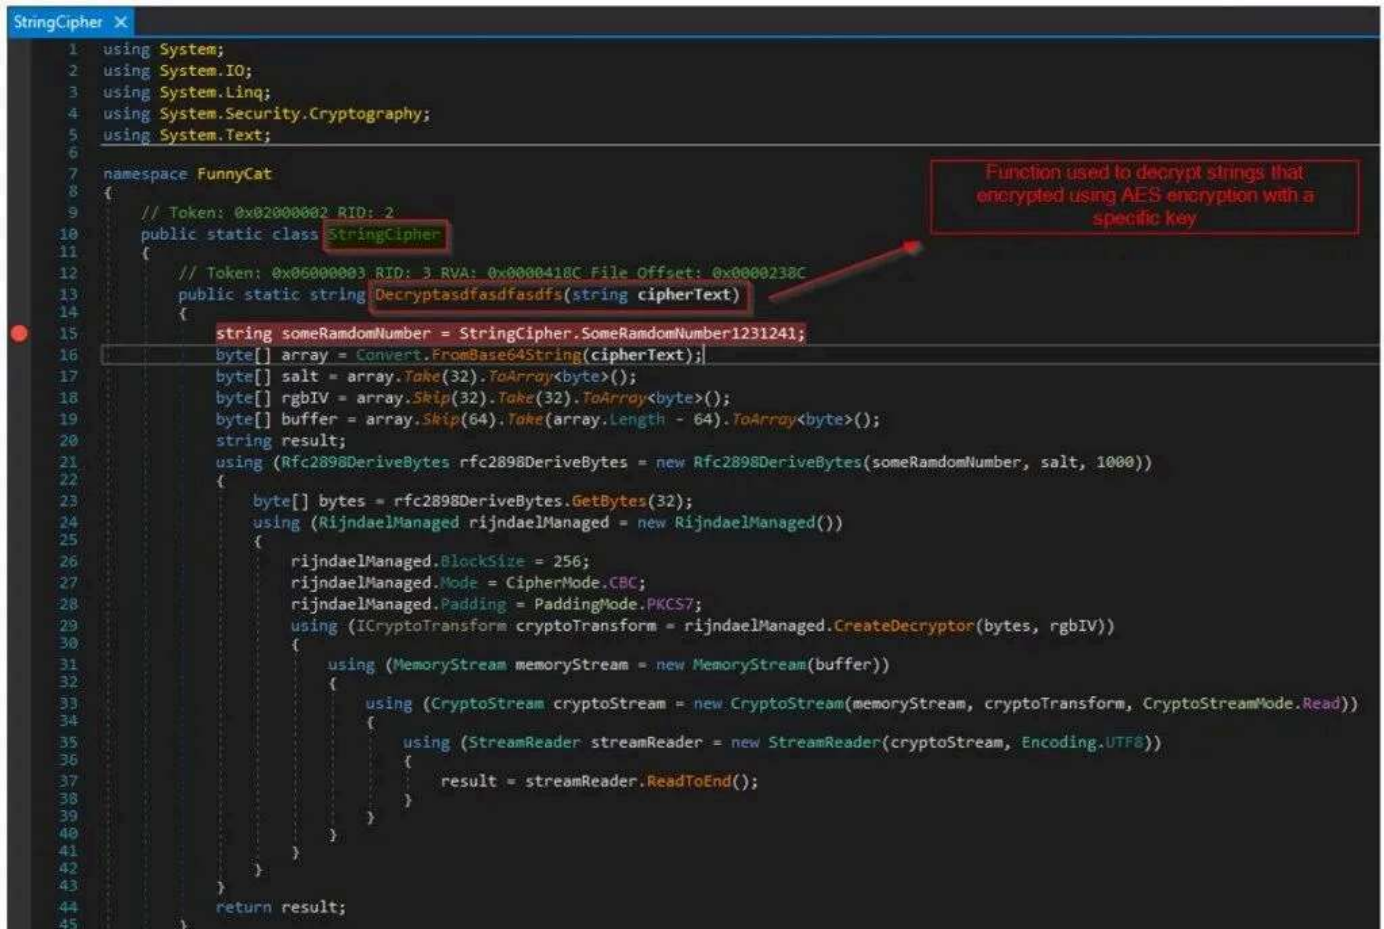 StringCipher ×
1 using System;
2 using System.IO;
3 using System.Linq;
4 using System.Security.Cryptography;
5 using System.Text;
6
7 namespace FunnyCat
8 {
9 // Token: 0x02000002 RID: 2
10 public static class StringCipher
11 {
12 // Token: 0x06000003 RID: 3 RVA: 0x0000418C File Offset: 0x0000238C
13 public static string Decryptasdfasdfasdfs(string cipherText)
14 {
15 string someRamdomNumber = StringCipher.SomeRamdomNumber1231241;
16 byte[] array = Convert.FromBase64String(cipherText);
17 byte[] salt = array.Take(32).ToArray<byte>();
18 byte[] rgbIV = array.Skip(32).Take(32).ToArray<byte>();
19 byte[] buffer = array.Skip(64).Take(array.Length - 64).ToArray<byte>();
20 string result;
21 using (Rfc2898DeriveBytes rfc2898DeriveBytes = new Rfc2898DeriveBytes(someRamdomNumber, salt, 1000))
22 {
23 byte[] bytes = rfc2898DeriveBytes.GetBytes(32);
24 using (RijndaelManaged rijndaelManaged = new RijndaelManaged())
25 {
26 rijndaelManaged.BlockSize = 256;
27 rijndaelManaged.Mode = CipherMode.CBC;
28 rijndaelManaged.Padding = PaddingMode.PKCS7;
29 using (ICryptoTransform cryptoTransform = rijndaelManaged.CreateDecryptor(bytes, rgbIV))
30 {
31 using (MemoryStream memoryStream = new MemoryStream(buffer))
32 {
33 using (CryptoStream cryptoStream = new CryptoStream(memoryStream, cryptoTransform, CryptoStreamMode.Read))
34 {
35 using (StreamReader streamReader = new StreamReader(cryptoStream, Encoding.UTF8))
36 {
37 result = streamReader.ReadToEnd();
38 }
39 }
40 }
41 }
42 }
43 }
44 return result;
45 }
Function used to decrypt strings that
encrypted using AES encryption with a
specific key